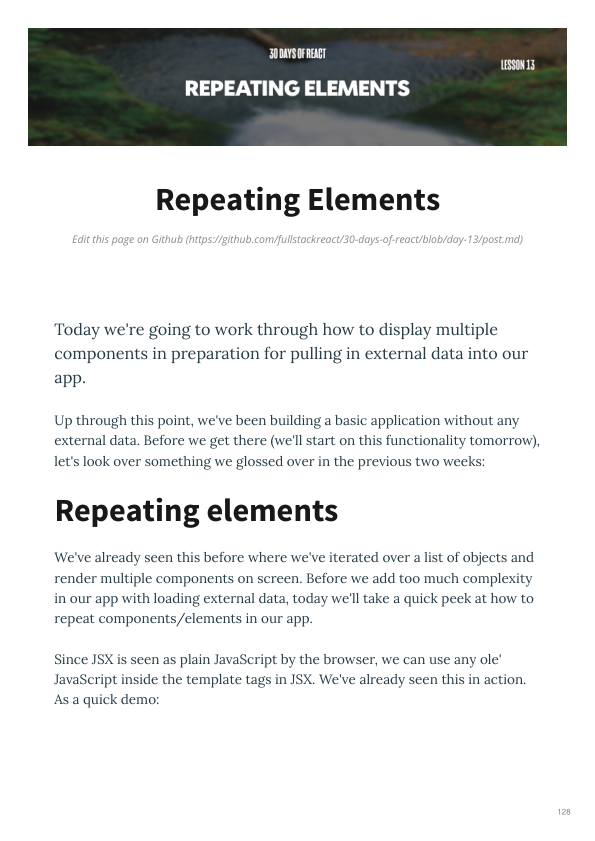 30 DAYS OF REACT
LESSON 13
REPEATING ELEMENTS
Repeating Elements
Edit this page on Github (https://github.com/fullstackreact/30-days-of-react/blob/day-13/post.md)
Today we're going to work through how to display multiple
components in preparation for pulling in external data into our
app.
Up through this point, we've been building a basic application without any
external data. Before we get there (we'll start on this functionality tomorrow),
let's look over something we glossed over in the previous two weeks:
Repeating elements
We've already seen this before where we've iterated over a list of objects and
render multiple components on screen. Before we add too much complexity
in our app with loading external data, today we'll take a quick peek at how to
repeat components/elements in our app.
Since JSX is seen as plain JavaScript by the browser, we can use any ole'
JavaScript inside the template tags in JSX. We've already seen this in action.
As a quick demo:
128